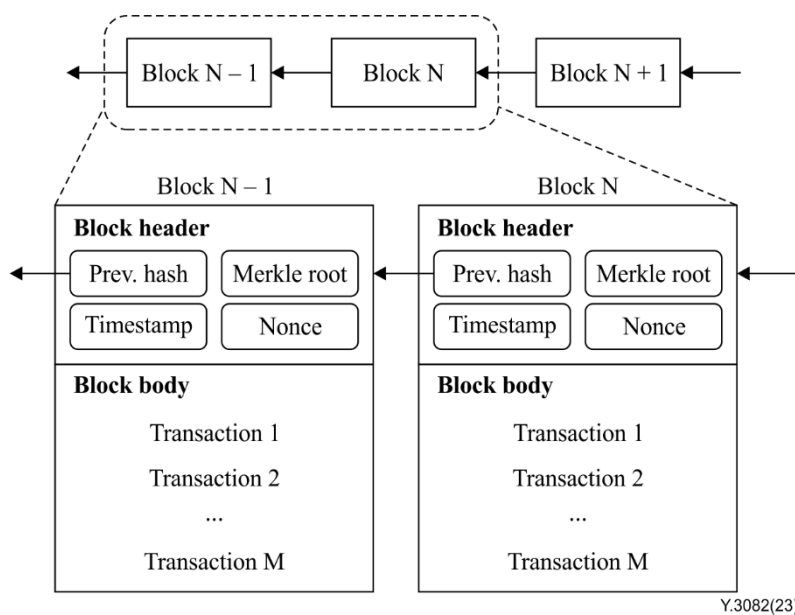 Block N – 1 Block N Block N + 1
Block N – 1 Block N
Block header Block header
Prev. hash Merkle root Prev. hash Merkle root
Timestamp Nonce Timestamp Nonce
Block body Block body
Transaction 1 Transaction 1
Transaction 2 Transaction 2
... ...
Transaction M Transaction M
Y.3082(23)